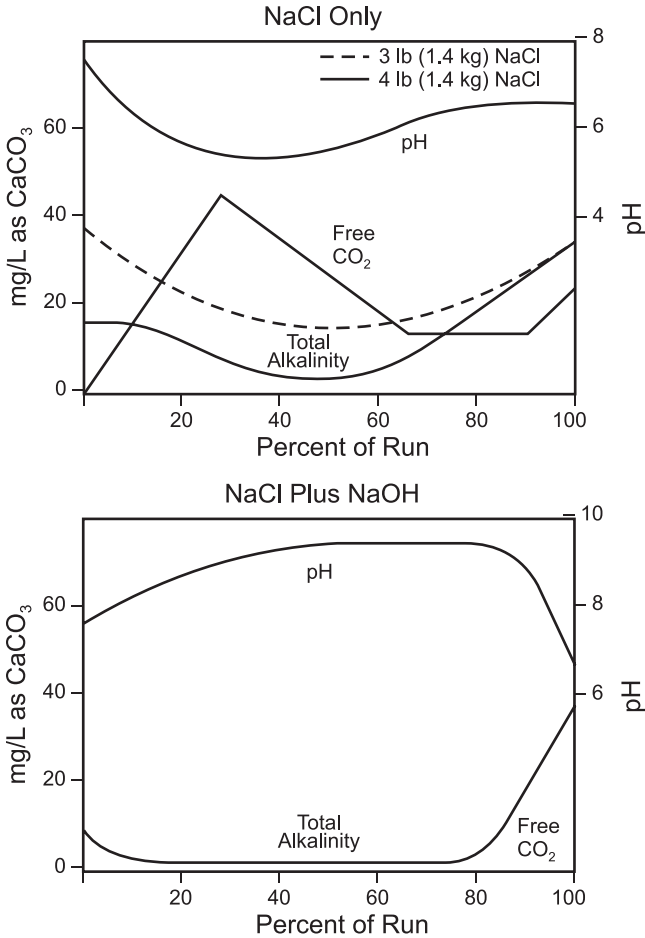 NaCl Only
3 lb (1.4 kg) NaCl
4 lb (1.4 kg) NaCl
8
60
6
pH
40
4
Free
CO₂
20
Total
Alkalinity
0
mg/L as CaCO₃
pH
20
40
60
80
100
Percent of Run
NaCl Plus NaOH
10
pH
60
8
40
6
20
Total
Alkalinity
Free
CO₂
0
mg/L as CaCO₃
pH
20
40
60
80
100
Percent of Run